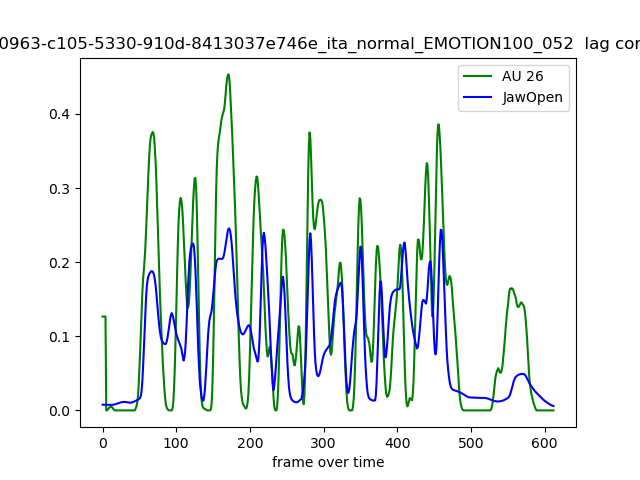 0963-c105-5330-910d-8413037e746e_ita_normal_EMOTION100_052  lag cor
AU 26
JawOpen
0.4
0.3
0.2
0.1
0.0
0 100 200 300 400 500 600
frame over time